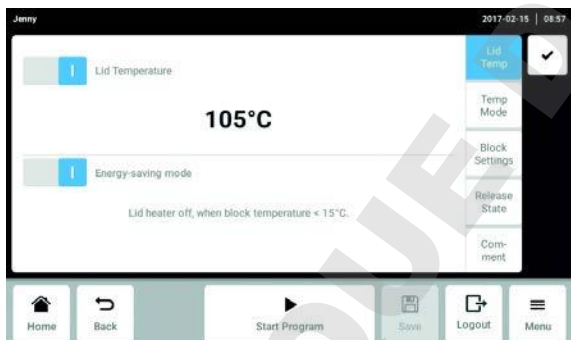 Jenny
2017-02-15 | 08:57
Lid Temperature
105°C
Energy-saving mode
Lid heater off, when block temperature < 15°C.
Lid
Temp
Temp
Mode
Block
Settings
Release
State
Com-
ment
Home
Back
Start Program
Save
Logout
Menu